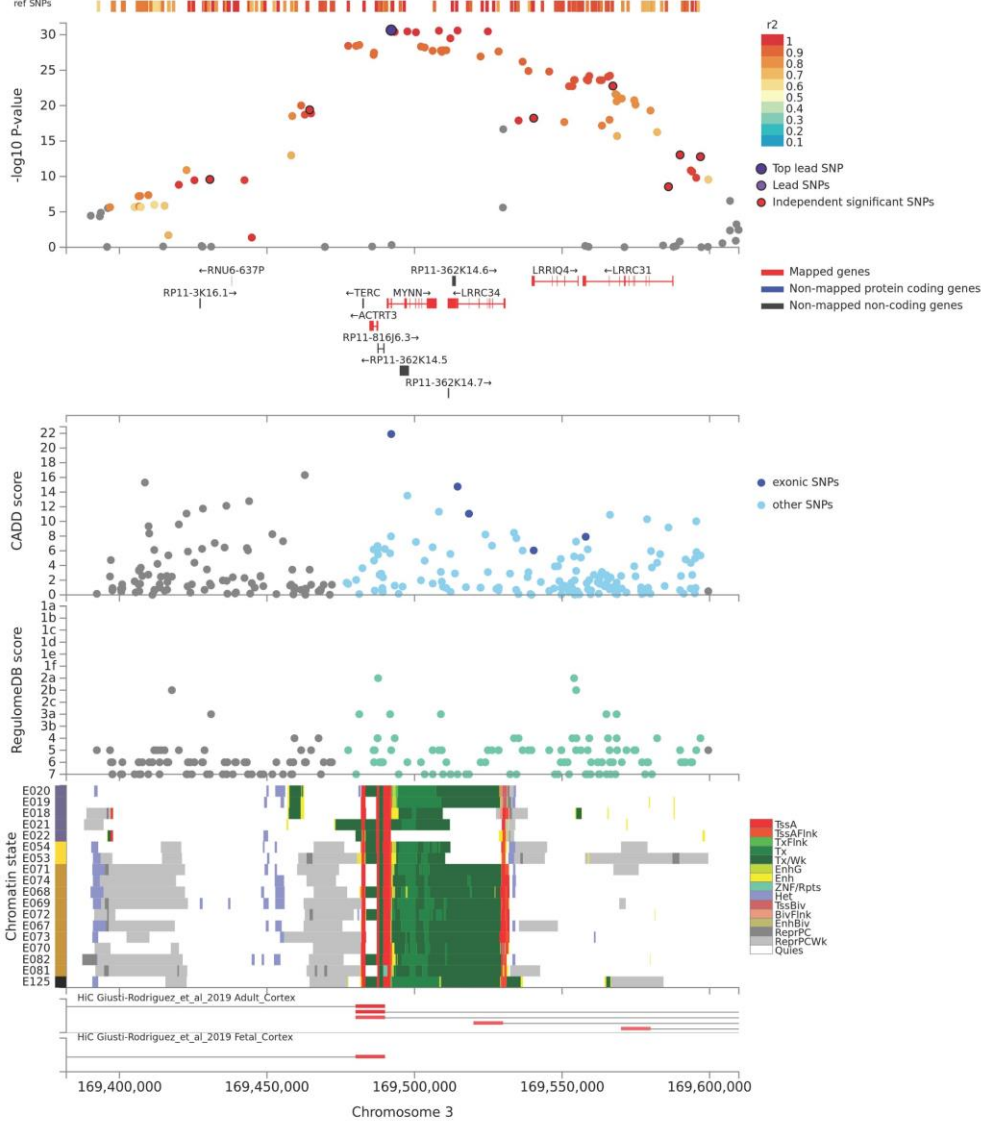 ref SNPs
30
25
20
15
10
5
0
-log10 P-value
r2
1
0.9
0.8
0.7
0.6
0.5
0.4
0.3
0.2
0.1
Top lead SNP
Lead SNPs
Independent significant SNPs
←RNU6-637P
RP11-3K16.1→
RP11-362K14.6→
LRRIQ4→
←LRRC31
←TERC
MYNN→
←LRRC34
←ACTRT3
RP11-816J6.3→
←RP11-362K14.5
RP11-362K14.7→
Mapped genes
Non-mapped protein coding genes
Non-mapped non-coding genes
22
20
18
16
14
12
10
8
6
4
2
0
CADD score
exonic SNPs
other SNPs
1a
1b
1c
1d
1e
1f
2a
2b
2c
3a
3b
4
5
6
7
RegulomeDB score
E020
E019
E018
E021
E022
E054
E053
E071
E074
E068
E069
E072
E067
E073
E070
E082
E081
E125
Chromatin state
TssA
TssAFlnk
TxFlnk
Tx
Tx/Wk
EnhG
Enh
ZNF/Rpts
Het
TssBiv
BivFlnk
EnhBiv
ReprPC
ReprPCWk
Quies
HiC Giusti-Rodriguez_et_al_2019 Adult_Cortex
HiC Giusti-Rodriguez_et_al_2019 Fetal_Cortex
169,400,000
169,450,000
169,500,000
169,550,000
169,600,000
Chromosome 3